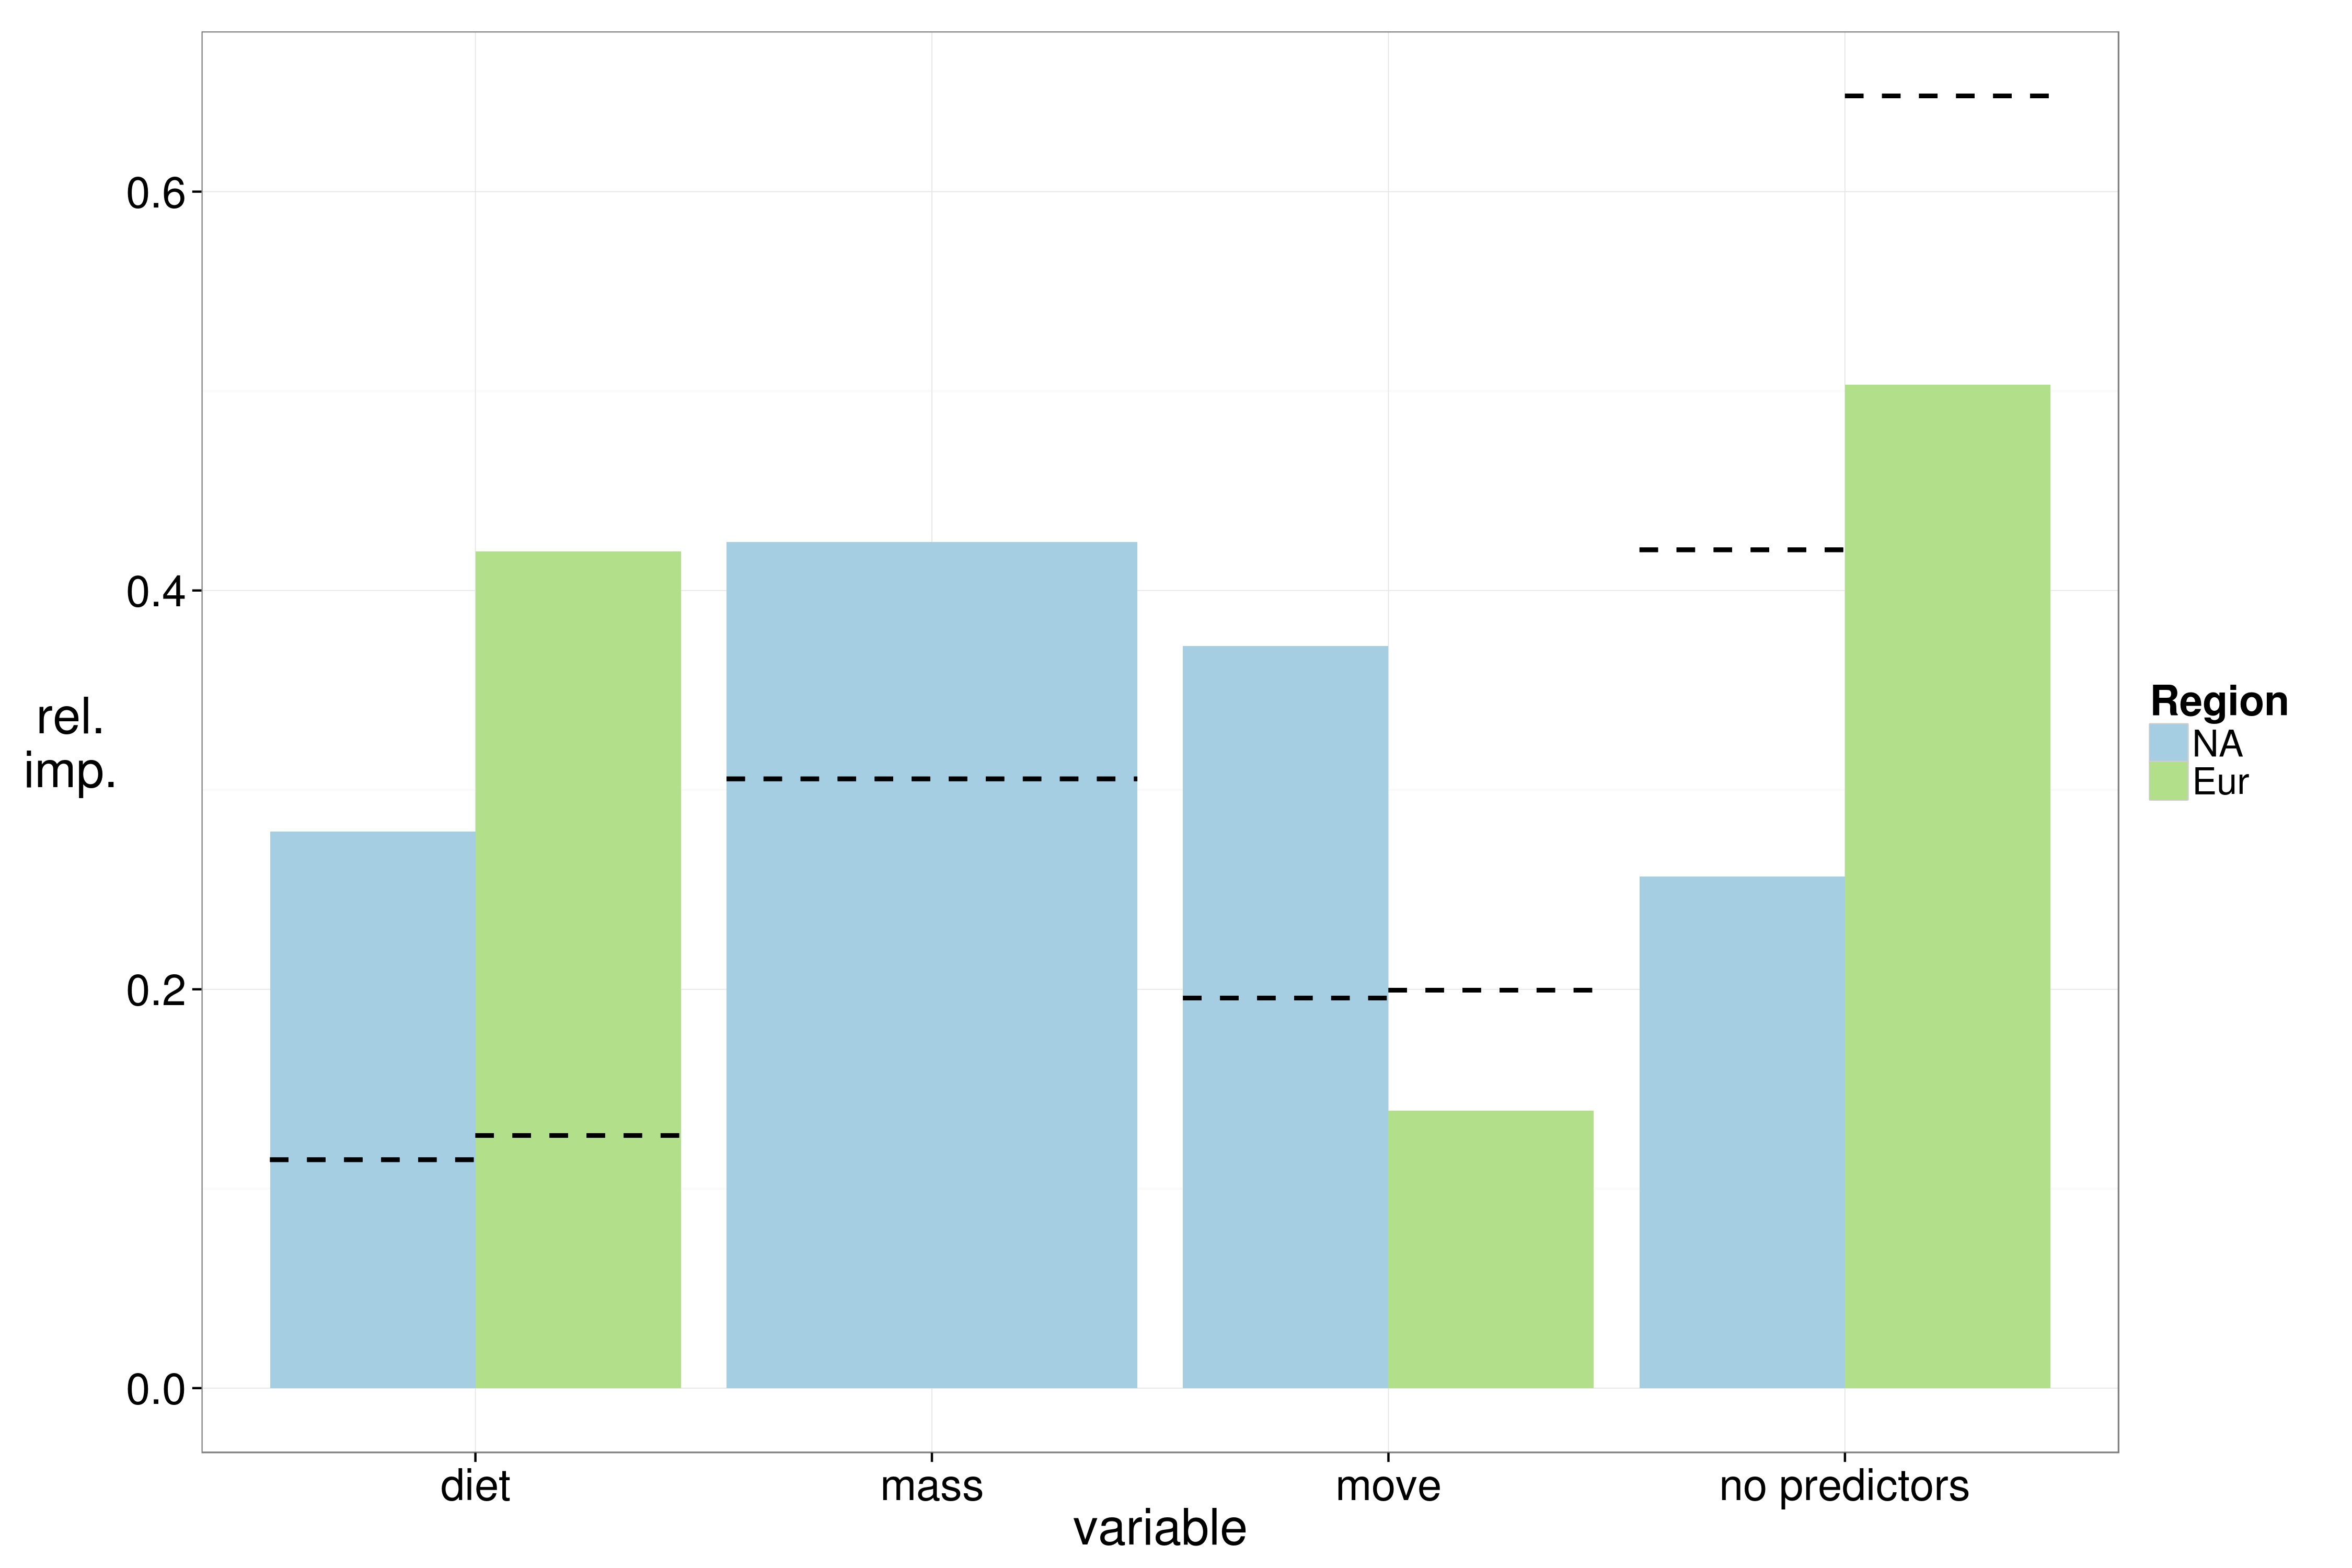 0.6
0.4
0.2
0.0
rel.
imp.
diet
mass
move
no predictors
variable
Region
NA
Eur